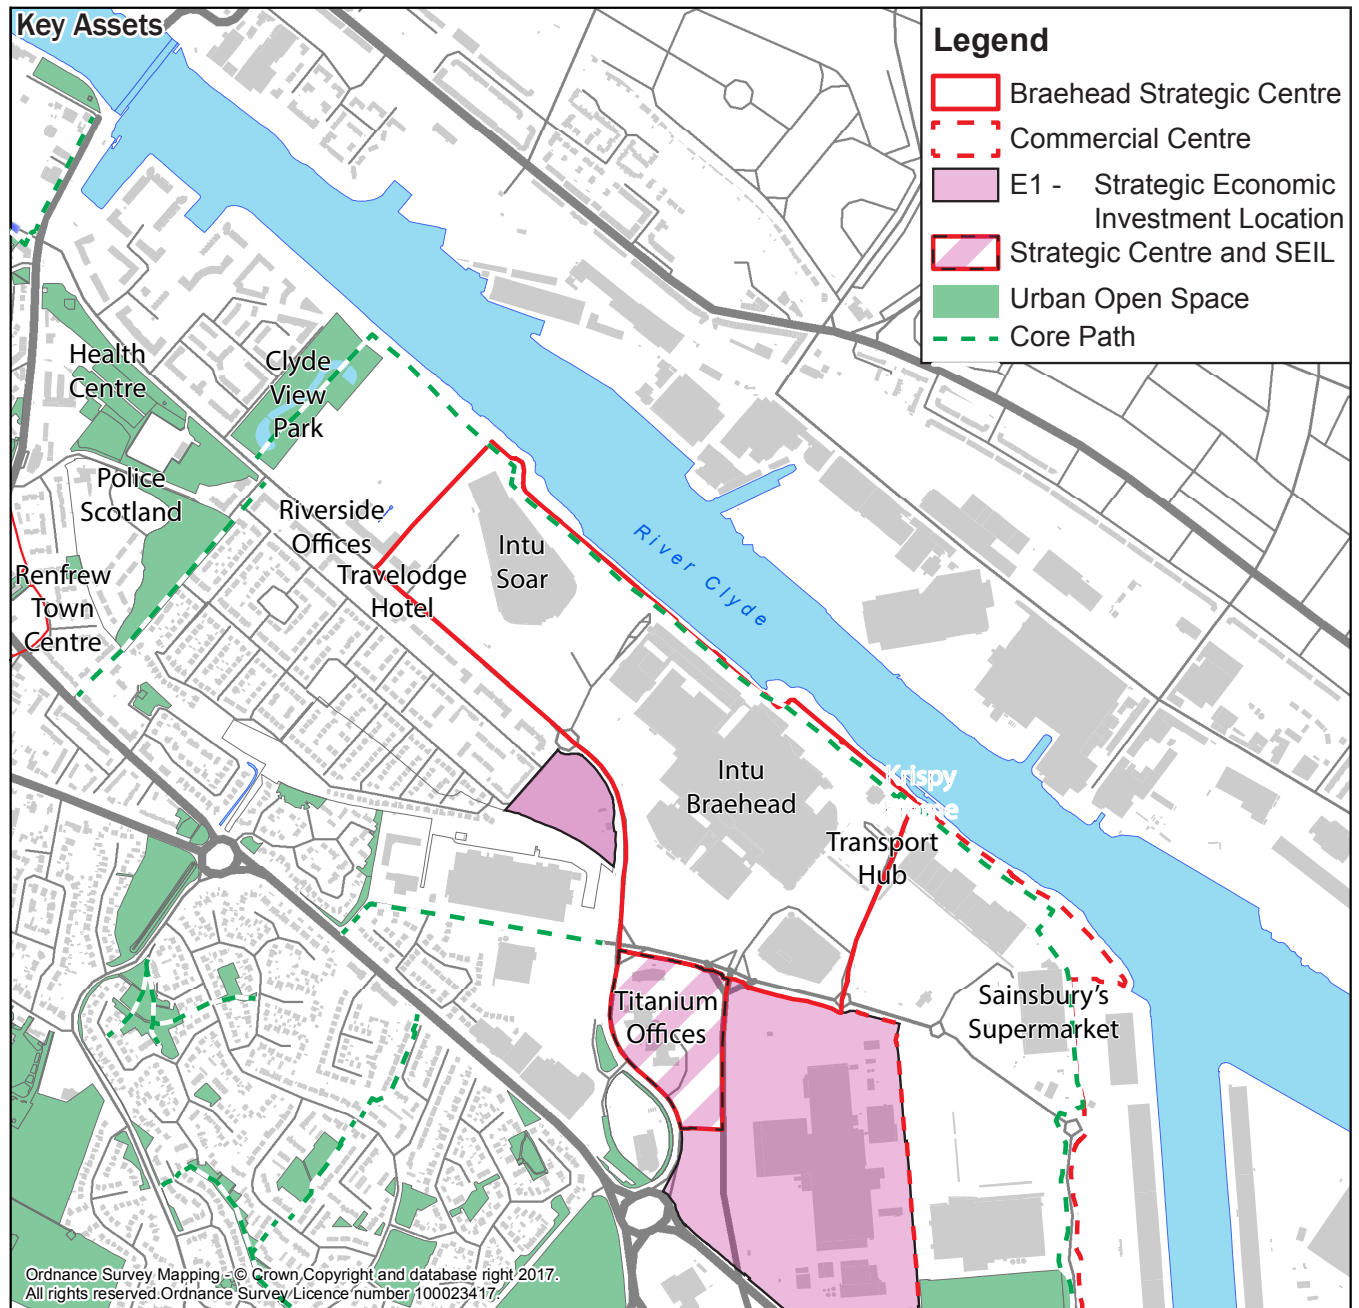 Key Assets
Legend
Braehead Strategic Centre
Commercial Centre
E1 - Strategic Economic
Investment Location
Strategic Centre and SEIL
Urban Open Space
Core Path
Health
Centre
Clyde
View
Park
Police
Scotland
Riverside
Offices
Renfrew
Town
Centre
Travelodge
Hotel
Intu
Soar
River Clyde
Intu
Braehead
Krispy
Transport
Hub
Titanium
Offices
Sainsbury's
Supermarket
Ordnance Survey Mapping - © Crown Copyright and database right 2017.
All rights reserved.Ordnance Survey Licence number 100023417.